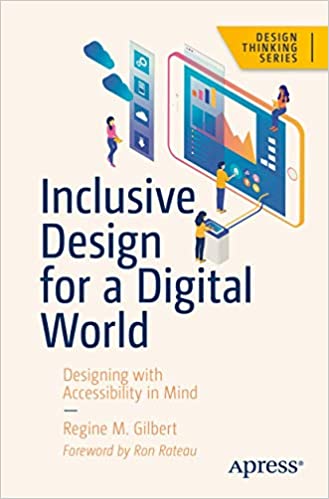 DESIGN
THINKING
SERIES
Inclusive
Design
for a Digital
World
Designing with
Accessibility in Mind
Regine M. Gilbert
Foreword by Ron Rateau
Apress®